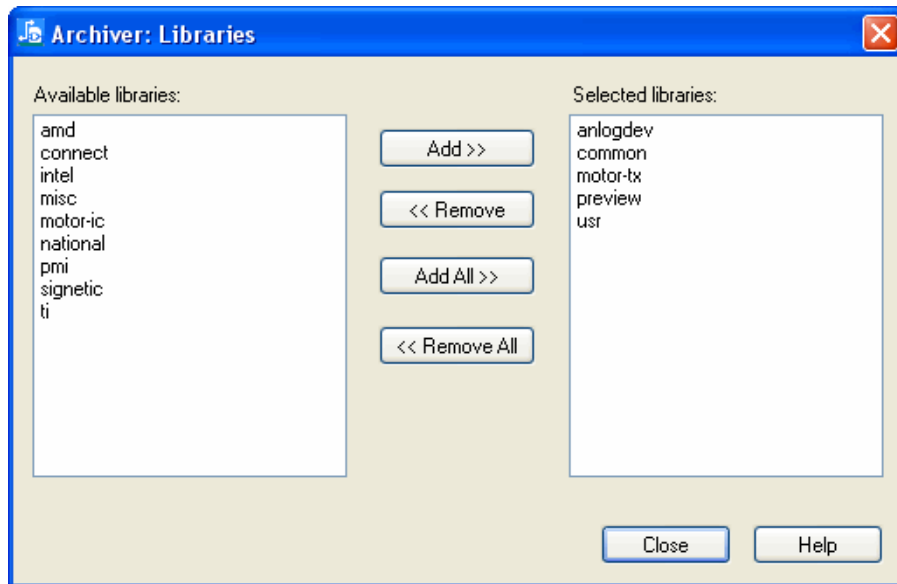 Archiver: Libraries
Available libraries:
amd
connect
intel
misc
motor-ic
national
pmi
signetic
ti
Add >>
<< Remove
Add All >>
<< Remove All
Selected libraries:
anlogdev
common
motor-tx
preview
usr
Close
Help